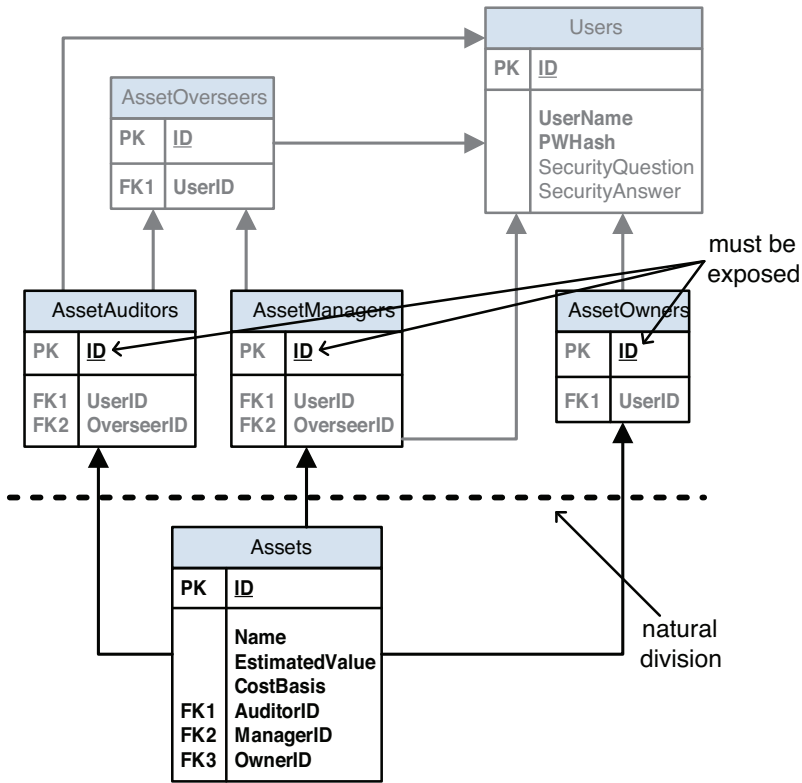 Users
PK ID
UserName
PWHash
SecurityQuestion
SecurityAnswer
AssetOverseers
PK ID
FK1 UserID
must be
exposed
AssetAuditors
PK ID
FK1 UserID
FK2 OverseerID
AssetManagers
PK ID
FK1 UserID
FK2 OverseerID
AssetOwners
PK ID
FK1 UserID
Assets
PK ID
Name
EstimatedValue
CostBasis
FK1 AuditorID
FK2 ManagerID
FK3 OwnerID
natural
division